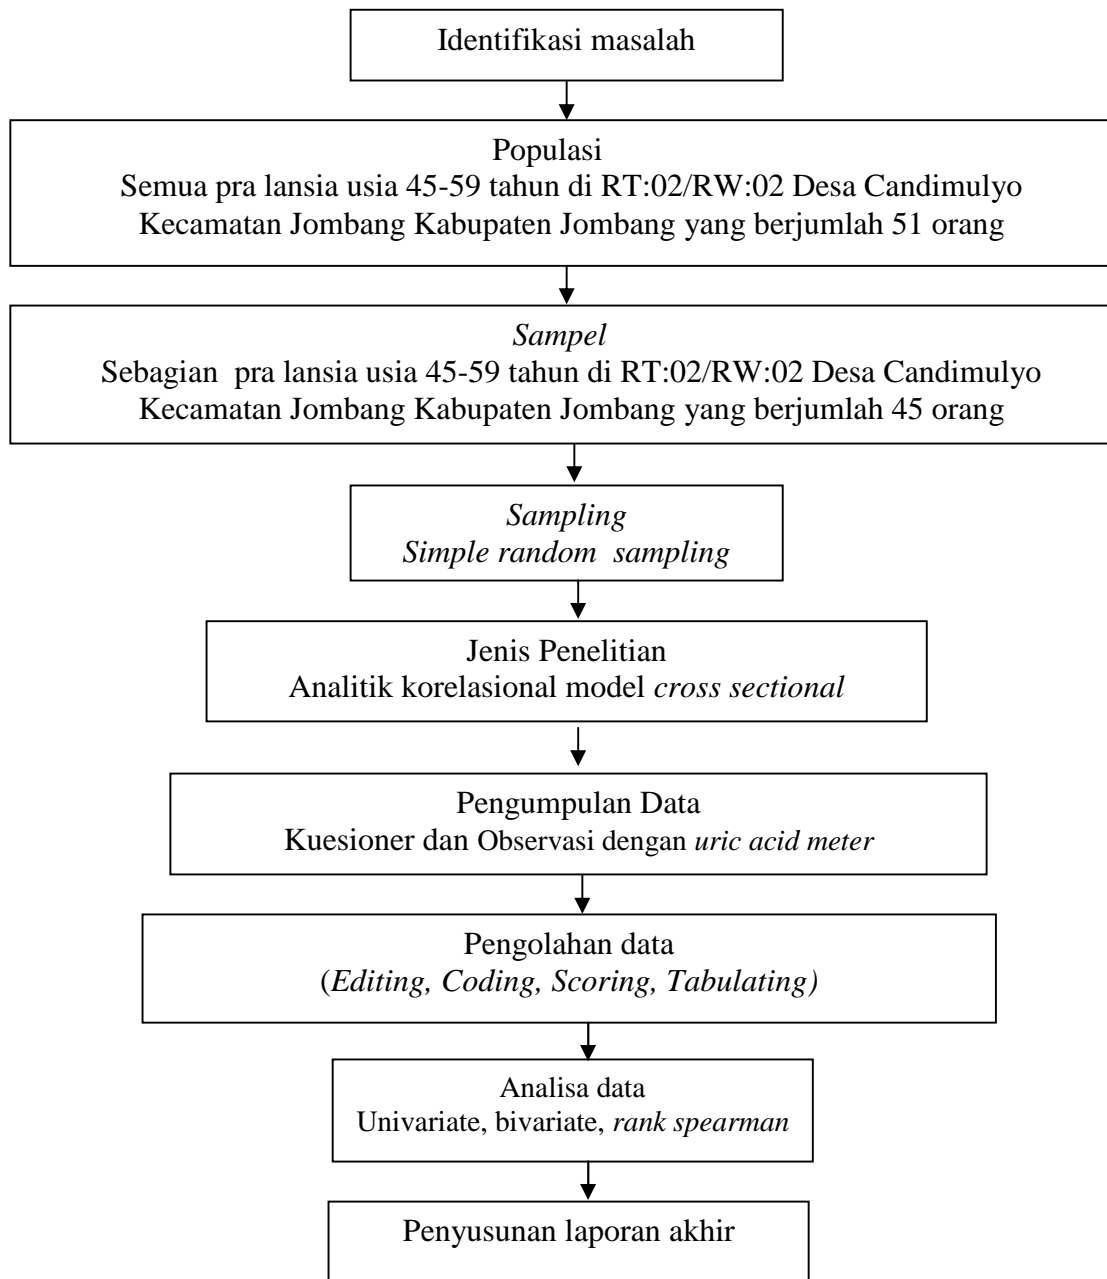 Identifikasi masalah
Populasi
Semua pra lansia usia 45-59 tahun di RT:02/RW:02 Desa Candimulyo
Kecamatan Jombang Kabupaten Jombang yang berjumlah 51 orang
Sampel
Sebagian pra lansia usia 45-59 tahun di RT:02/RW:02 Desa Candimulyo
Kecamatan Jombang Kabupaten Jombang yang berjumlah 45 orang
Sampling
Simple random sampling
Jenis Penelitian
Analitik korelasional model cross sectional
Pengumpulan Data
Kuesioner dan Observasi dengan uric acid meter
Pengolahan data
(Editing, Coding, Scoring, Tabulating)
Analisa data
Univariate, bivariate, rank spearman
Penyusunan laporan akhir